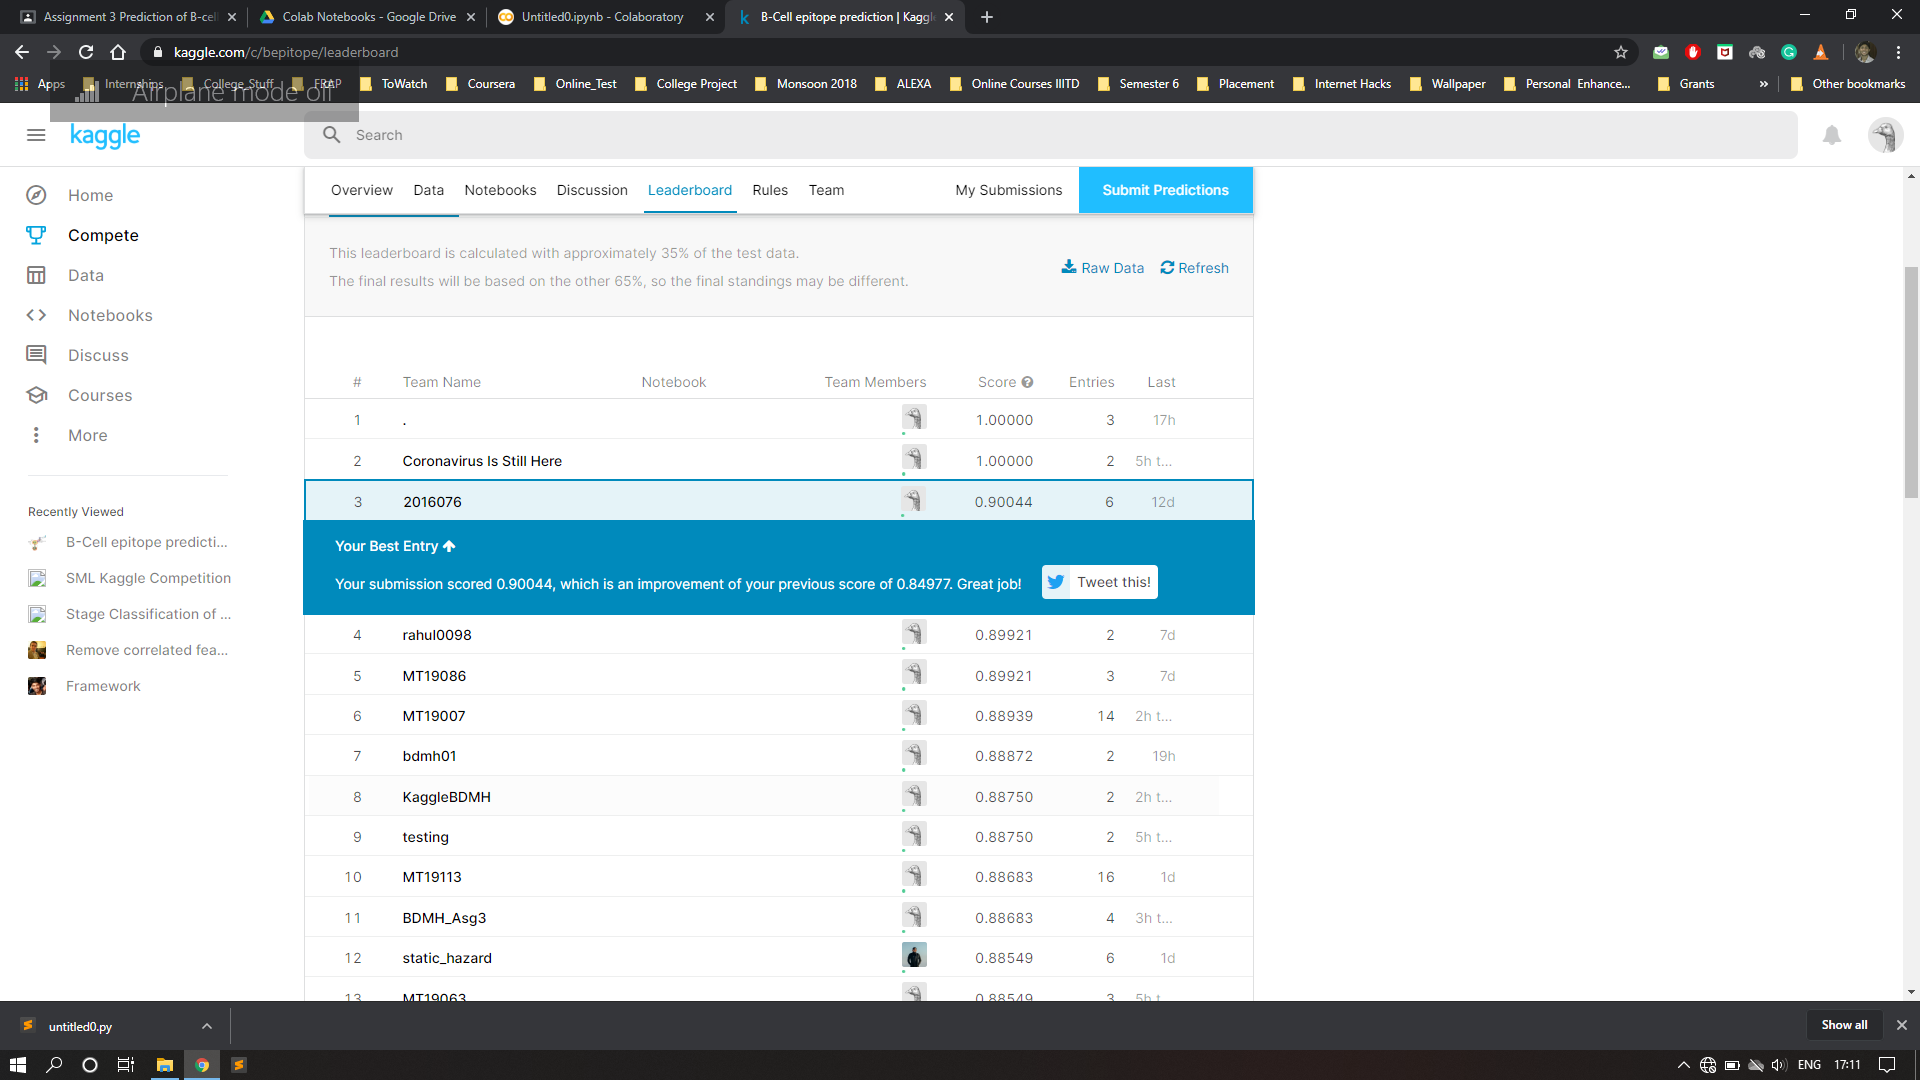 Assignment 3 Prediction of B-cel
Colab Notebooks - Google Drive
Untitled0.ipynb - Colaboratory
B-Cell epitope prediction | Kaggle
kaggle.com/c/bepitope/leaderboard
Apps
Internships
College_Stuff
FRAP
ToWatch
Coursera
Online_Test
College Project
Monsoon 2018
ALEXA
Online Courses IIITD
Semester 6
Placement
Internet Hacks
Wallpaper
Personal Enhance...
Grants
»
Other bookmarks
Airplane mode off
kaggle
Search
Home
Compete
Data
Notebooks
Discuss
Courses
More
Recently Viewed
B-Cell epitope predicti...
SML Kaggle Competition
Stage Classification of ...
Remove correlated fea...
Framework
Overview Data Notebooks Discussion Leaderboard Rules Team My Submissions Submit Predictions
This leaderboard is calculated with approximately 35% of the test data.
The final results will be based on the other 65%, so the final standings may be different.
Raw Data Refresh
# Team Name Notebook Team Members Score Entries Last
1 . 1.00000 3 17h
2 Coronavirus Is Still Here 1.00000 2 5h t...
3 2016076 0.90044 6 12d
Your Best Entry
Your submission scored 0.90044, which is an improvement of your previous score of 0.84977. Great job!
Tweet this!
4 rahul0098 0.89921 2 7d
5 MT19086 0.89921 3 7d
6 MT19007 0.88939 14 2h t...
7 bdmh01 0.88872 2 19h
8 KaggleBDMH 0.88750 2 2h t...
9 testing 0.88750 2 5h t...
10 MT19113 0.88683 16 1d
11 BDMH_Asg3 0.88683 4 3h t...
12 static_hazard 0.88549 6 1d
13 MT19063 0.88549 3 5h t
untitled0.py
Show all
ENG 17:11